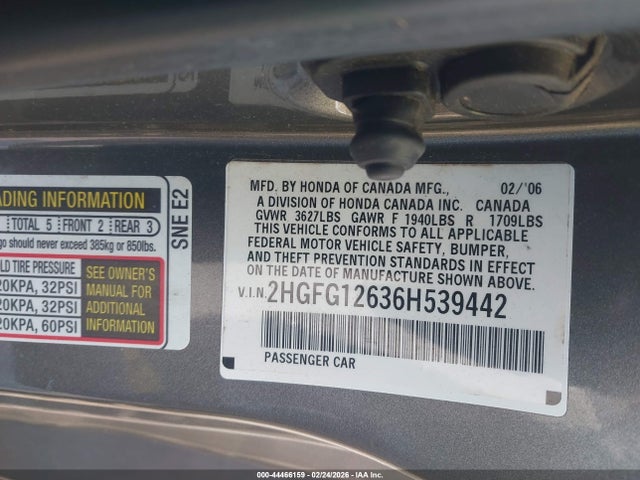 ADING INFORMATION
TOTAL 5 FRONT 2 REAR 3
go should never exceed 385kg or 850lbs.
LD TIRE PRESSURE
20KPA, 32PSI
20KPA, 32PSI
20KPA, 60PSI
SEE OWNER'S
MANUAL FOR
ADDITIONAL
INFORMATION
SNE E2
MFD. BY HONDA OF CANADA MFG., 02/'06
A DIVISION OF HONDA CANADA INC. CANADA
GVWR 3627LBS GAWR F 1940LBS R 1709LBS
THIS VEHICLE CONFORMS TO ALL APPLICABLE
FEDERAL MOTOR VEHICLE SAFETY, BUMPER,
AND THEFT PREVENTION STANDARDS IN EFFECT
ON THE DATE OF MANUFACTURE SHOWN ABOVE.
V.I.N. 2HGFG12636H539442
PASSENGER CAR
000-44466159 - 02/24/2026 - IAA Inc.